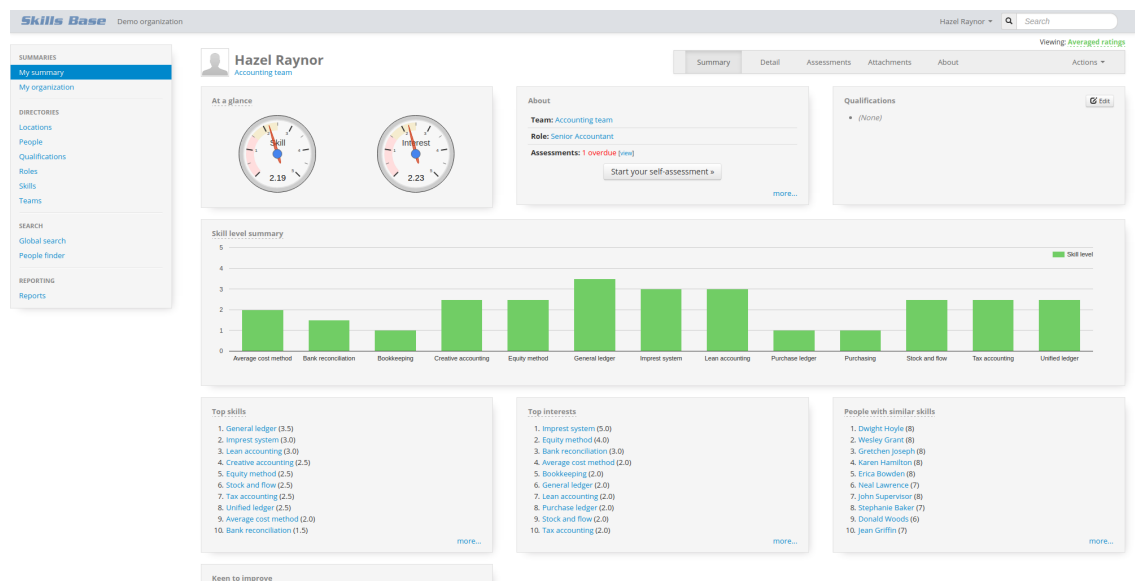 Skills Base Demo organization
Hazel Raynor
Search
SUMMARIES
My summary
My organization
DIRECTORIES
Locations
People
Qualifications
Roles
Skills
Teams
SEARCH
Global search
People finder
REPORTING
Reports
Viewing: Averaged ratings
Hazel Raynor
Accounting team
Summary Detail Assessments Attachments About Actions
At a glance
Skill
2.19
Interest
2.23
About
Team: Accounting team
Role: Senior Accountant
Assessments: 1 overdue [view]
Start your self-assessment »
more...
Qualifications
Edit
• (None)
Skill level summary
Skill level
5
4
3
2
1
0
Average cost method Bank reconciliation Bookkeeping Creative accounting Equity method General ledger Imprest system Lean accounting Purchase ledger Purchasing Stock and flow Tax accounting Unified ledger
Top skills
1. General ledger (3.5)
2. Imprest system (3.0)
3. Lean accounting (3.0)
4. Creative accounting (2.5)
5. Equity method (2.5)
6. Stock and flow (2.5)
7. Tax accounting (2.5)
8. Unified ledger (2.5)
9. Average cost method (2.0)
10. Bank reconciliation (1.5)
more...
Top interests
1. Imprest system (5.0)
2. Equity method (4.0)
3. Bank reconciliation (3.0)
4. Average cost method (2.0)
5. Bookkeeping (2.0)
6. General ledger (2.0)
7. Lean accounting (2.0)
8. Purchase ledger (2.0)
9. Stock and flow (2.0)
10. Tax accounting (2.0)
more...
People with similar skills
1. Dwight Hoyle (8)
2. Wesley Grant (8)
3. Gretchen Joseph (8)
4. Karen Hamilton (8)
5. Erica Bowden (8)
6. Neal Lawrence (7)
7. John Supervisor (8)
8. Stephanie Baker (7)
9. Donald Woods (6)
10. Jean Griffin (7)
more...
Keen to improve